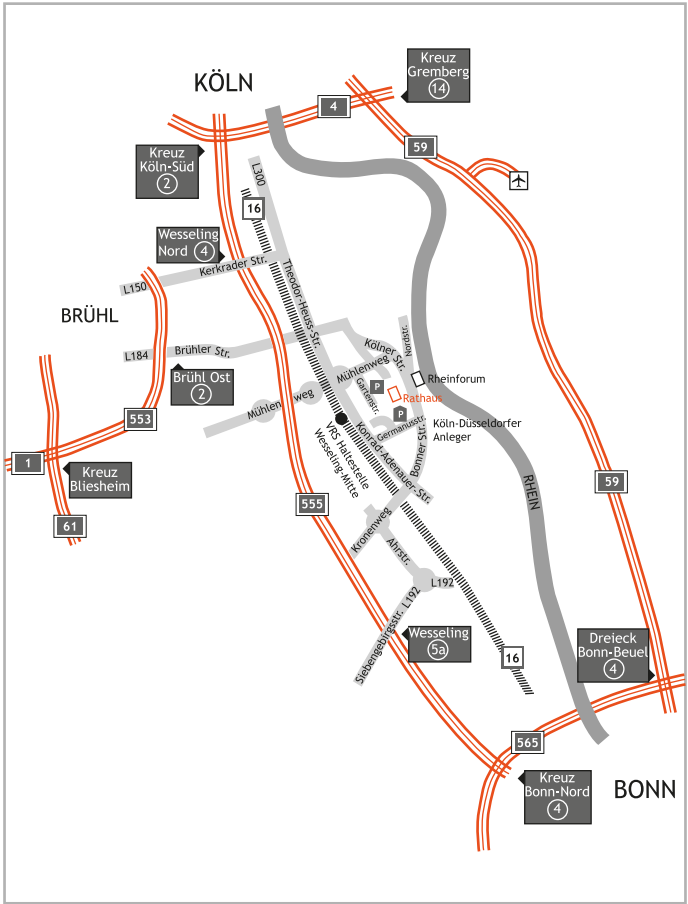 KÖLN
Kreuz
Gremberg
14
4
59
Kreuz
Köln-Süd
2
L300
16
Wesseling
Nord 4
Kerkrader Str.
L150
Theodor-Heuss-Str.
BRÜHL
L184
Brühler Str.
Kölner Str.
Nordstr.
Mühlenweg
Gartenstr.
P
Rheinforum
Rathaus
Brühl Ost
2
Mühlenweg
P
Germanusstr.
Köln-Düsseldorfer
Anleger
553
VRS Haltestelle
Wesseling-Mitte
Konrad-Adenauer-Str.
Bonner Str.
1
Kreuz
Bliesheim
RHEIN
59
555
61
Kronenweg
Ahrstr.
L192
Siebengebirgsstr. L192
Wesseling
5a
16
Dreieck
Bonn-Beuel
4
565
Kreuz
Bonn-Nord
4
BONN